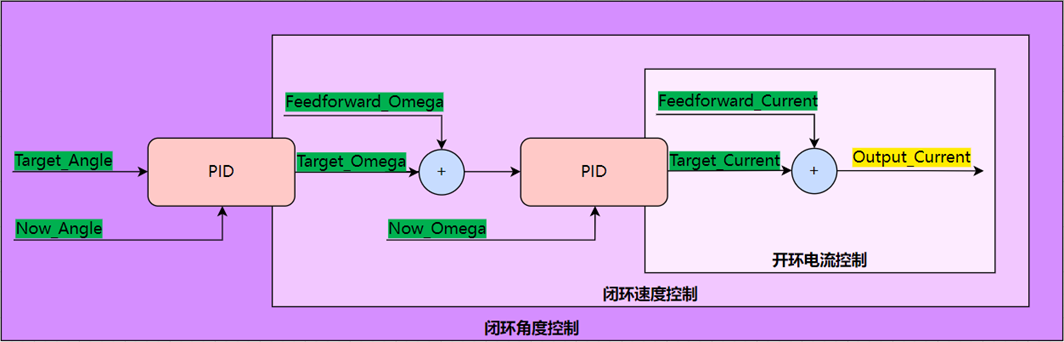 Feedforward_Current
Feedforward_Omega
Target_Angle
PID
Target_Omega
+
PID
Target_Current
+
Output_Current
Now_Angle
Now_Omega
开环电流控制
闭环速度控制
闭环角度控制